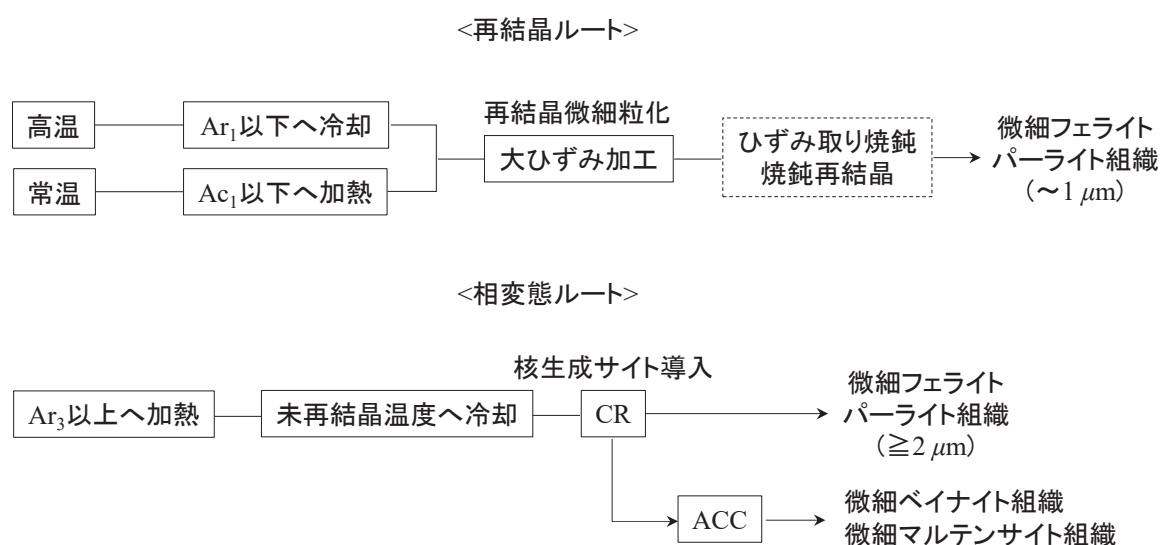 <再結晶ルート>
高温
Ar₁以下へ冷却
常温
Ac₁以下へ加熱
再結晶微細粒化
大ひずみ加工
ひずみ取り焼鈍
焼鈍再結晶
微細フェライト
パーライト組織
(～1 μm)
<相変態ルート>
Ar₃以上へ加熱
未再結晶温度へ冷却
核生成サイト導入
CR
微細フェライト
パーライト組織
(≧2 μm)
ACC
微細ベイナイト組織
微細マルテンサイト組織